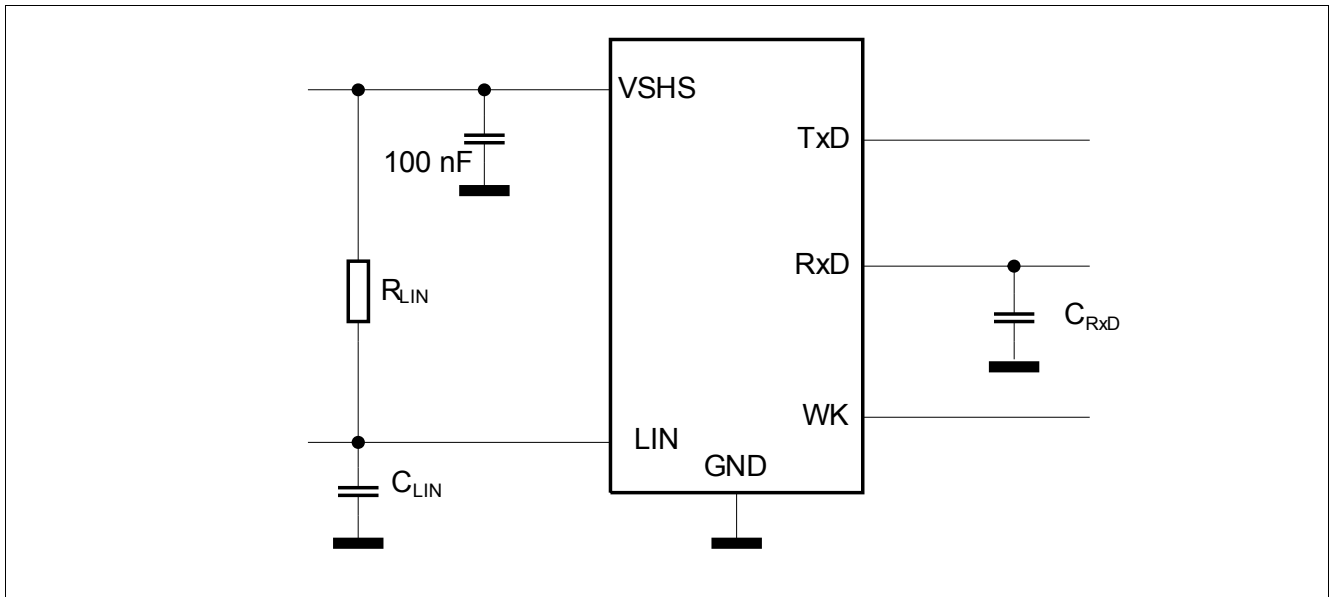 VSHS
TxD
100 nF
RxD
RLIN
CRxD
WK
LIN
GND
CLIN